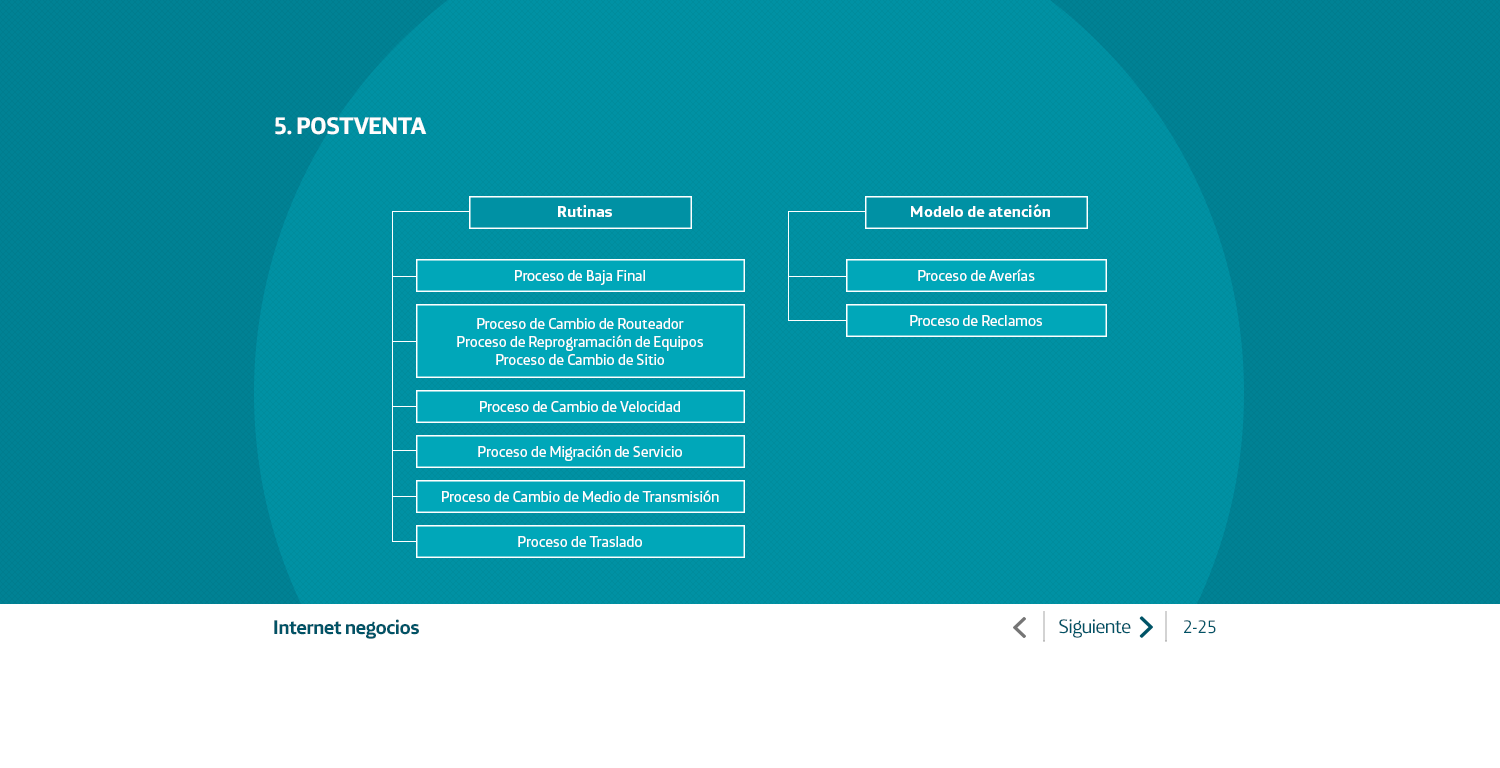 5. POSTVENTA
Rutinas
Proceso de Baja Final
Proceso de Cambio de Routeador
Proceso de Reprogramación de Equipos
Proceso de Cambio de Sitio
Proceso de Cambio de Velocidad
Proceso de Migración de Servicio
Proceso de Cambio de Medio de Transmisión
Proceso de Traslado
Modelo de atención
Proceso de Averías
Proceso de Reclamos
Internet negocios
Siguiente
2-25